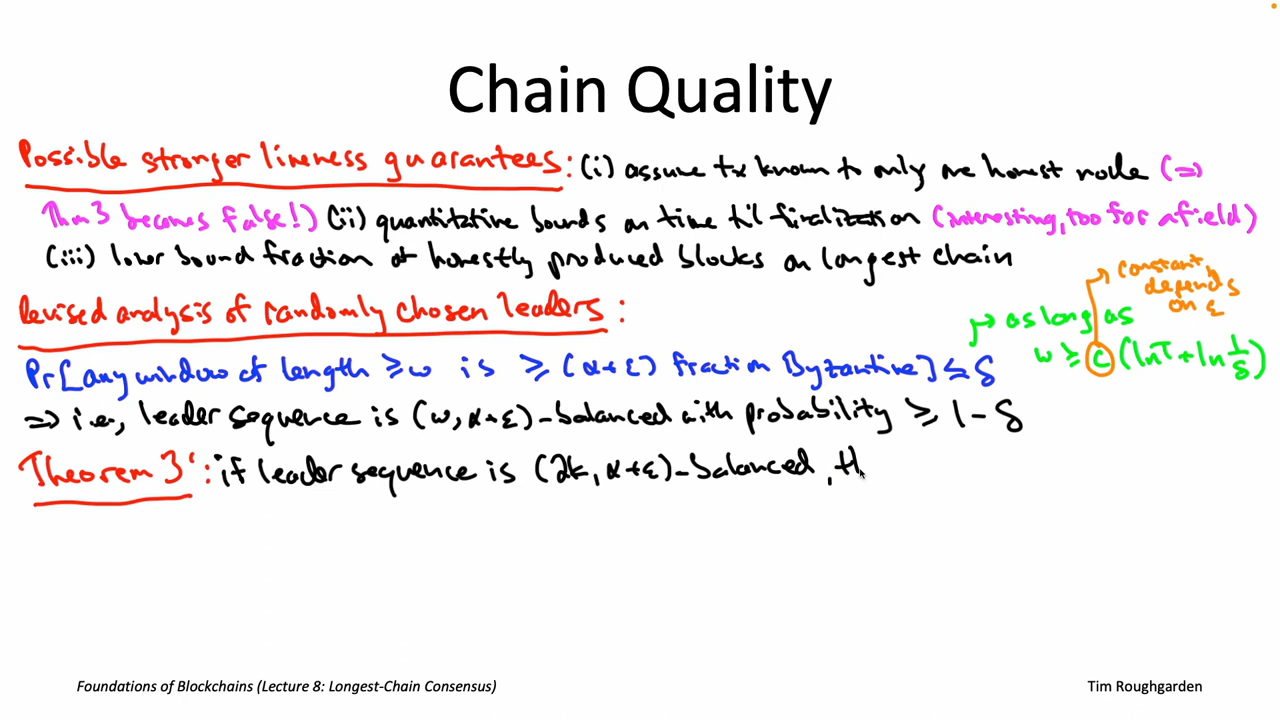 Chain Quality
Possible stronger liveness guarantees: (i) assume tx known to only one honest node (=>
Thm 3 becomes false!) (ii) quantitative bounds on time til finalization (interesting, too far afield)
(iii) lower bound fraction of honestly produced blocks on longest chain
Revised analysis of randomly chosen leaders:
Pr[any window of length ≥ w is ≥ (α+ε) fraction Byzantine] ≤ δ
→ as long as
w ≥ c (ln T + ln 1/δ)
→ constant
depends
on ε
=> i.e., leader sequence is (w, α+ε)-balanced with probability ≥ 1-δ
Theorem 3': if leader sequence is (2k, α+ε)-balanced, th
Foundations of Blockchains (Lecture 8: Longest-Chain Consensus)
Tim Roughgarden